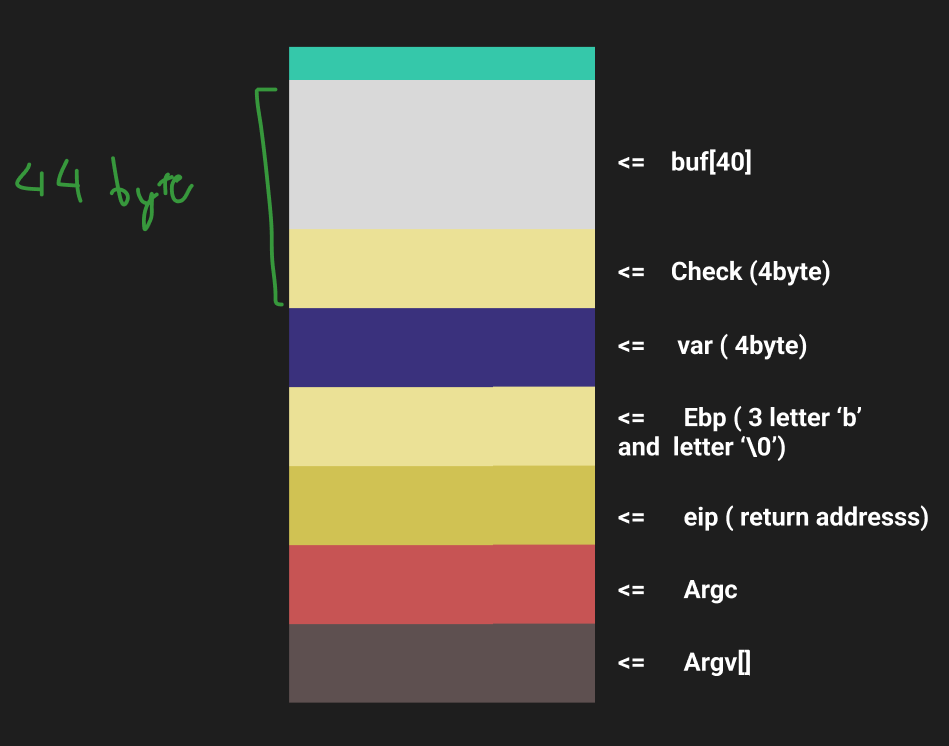 44 byte
<= buf[40]
<= Check (4byte)
<= var ( 4byte)
<= Ebp ( 3 letter ‘b’
and letter ‘\0’)
<= eip ( return addresss)
<= Argc
<= Argv[]